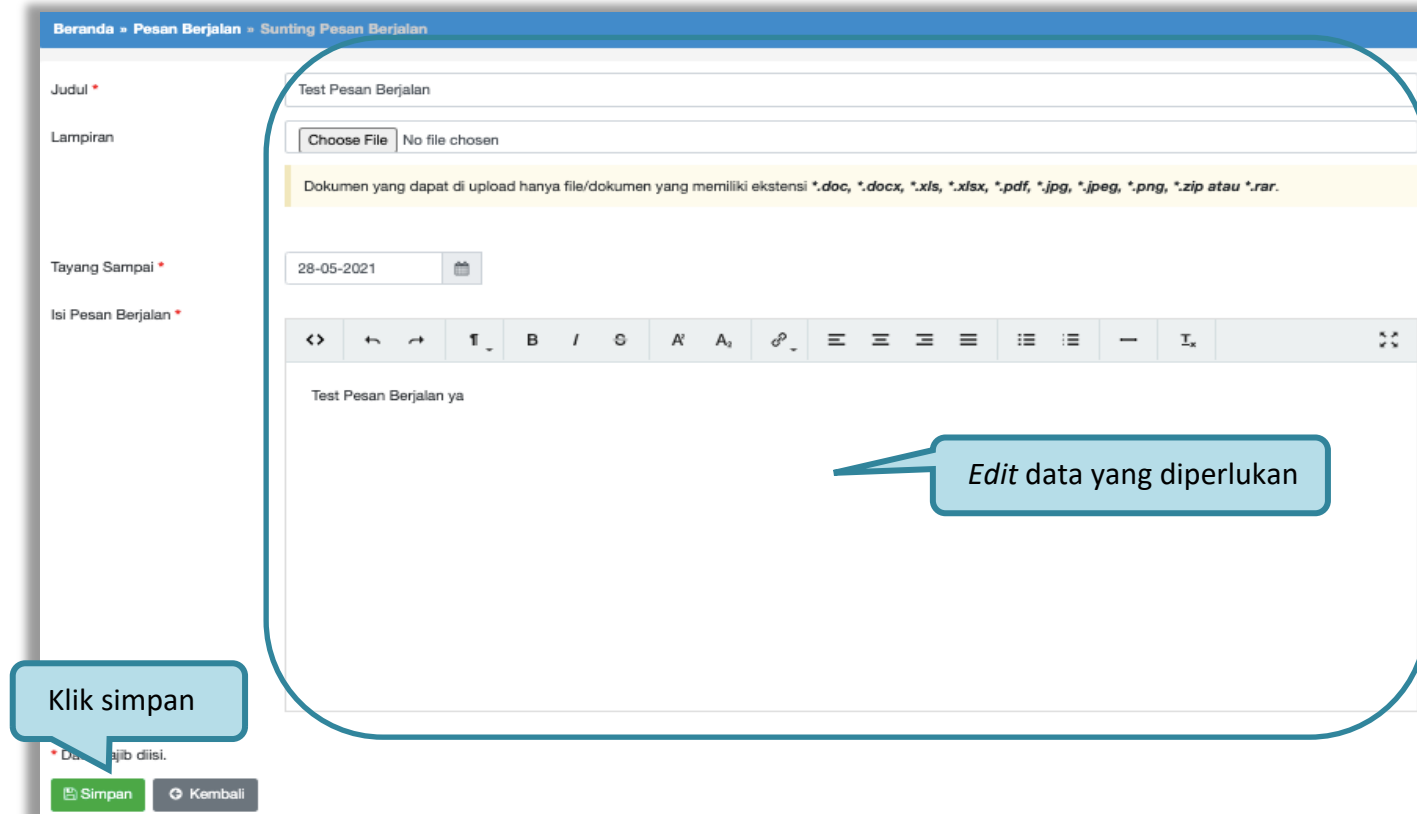 Beranda » Pesan Berjalan » Sunting Pesan Berjalan
Judul *
Test Pesan Berjalan
Lampiran
Choose File No file chosen
Dokumen yang dapat di upload hanya file/dokumen yang memiliki ekstensi *.doc, *.docx, *.xls, *.xlsx, *.pdf, *.jpg, *.jpeg, *.png, *.zip atau *.rar.
Tayang Sampai *
28-05-2021
Isi Pesan Berjalan *
Test Pesan Berjalan ya
Edit data yang diperlukan
Klik simpan
* diisi.
Simpan Kembali